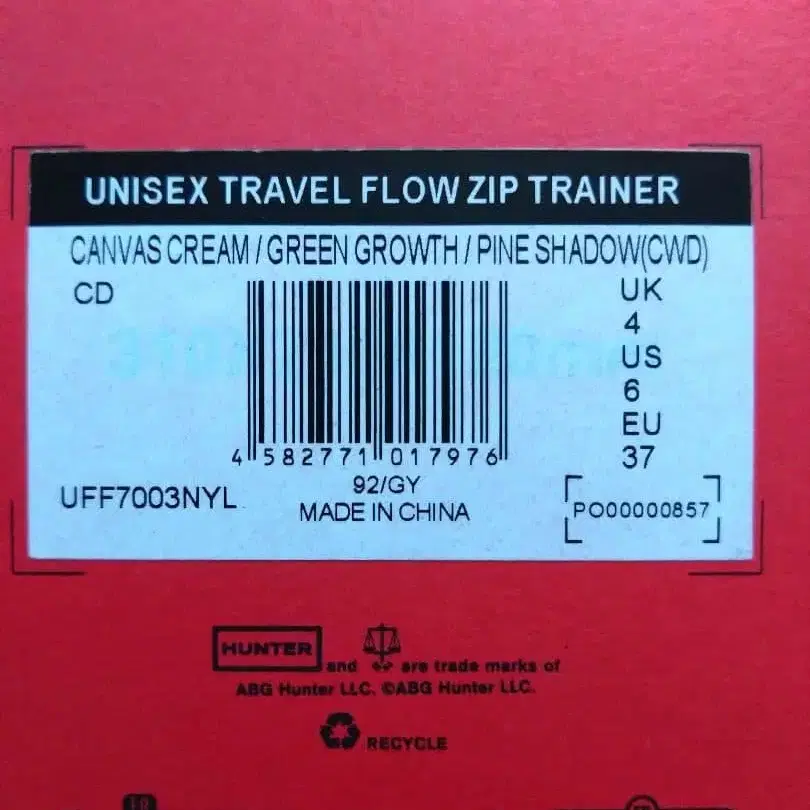 UNISEX TRAVEL FLOW ZIP TRAINER
CANVAS CREAM / GREEN GROWTH / PINE SHADOW(CWD)
CD
UK
4
US
6
EU
37
4 582771 017976
92/GY
UFF7003NYL
MADE IN CHINA
PO00000857
HUNTER and are trade marks of
ABG Hunter LLC. ©ABG Hunter LLC.
RECYCLE